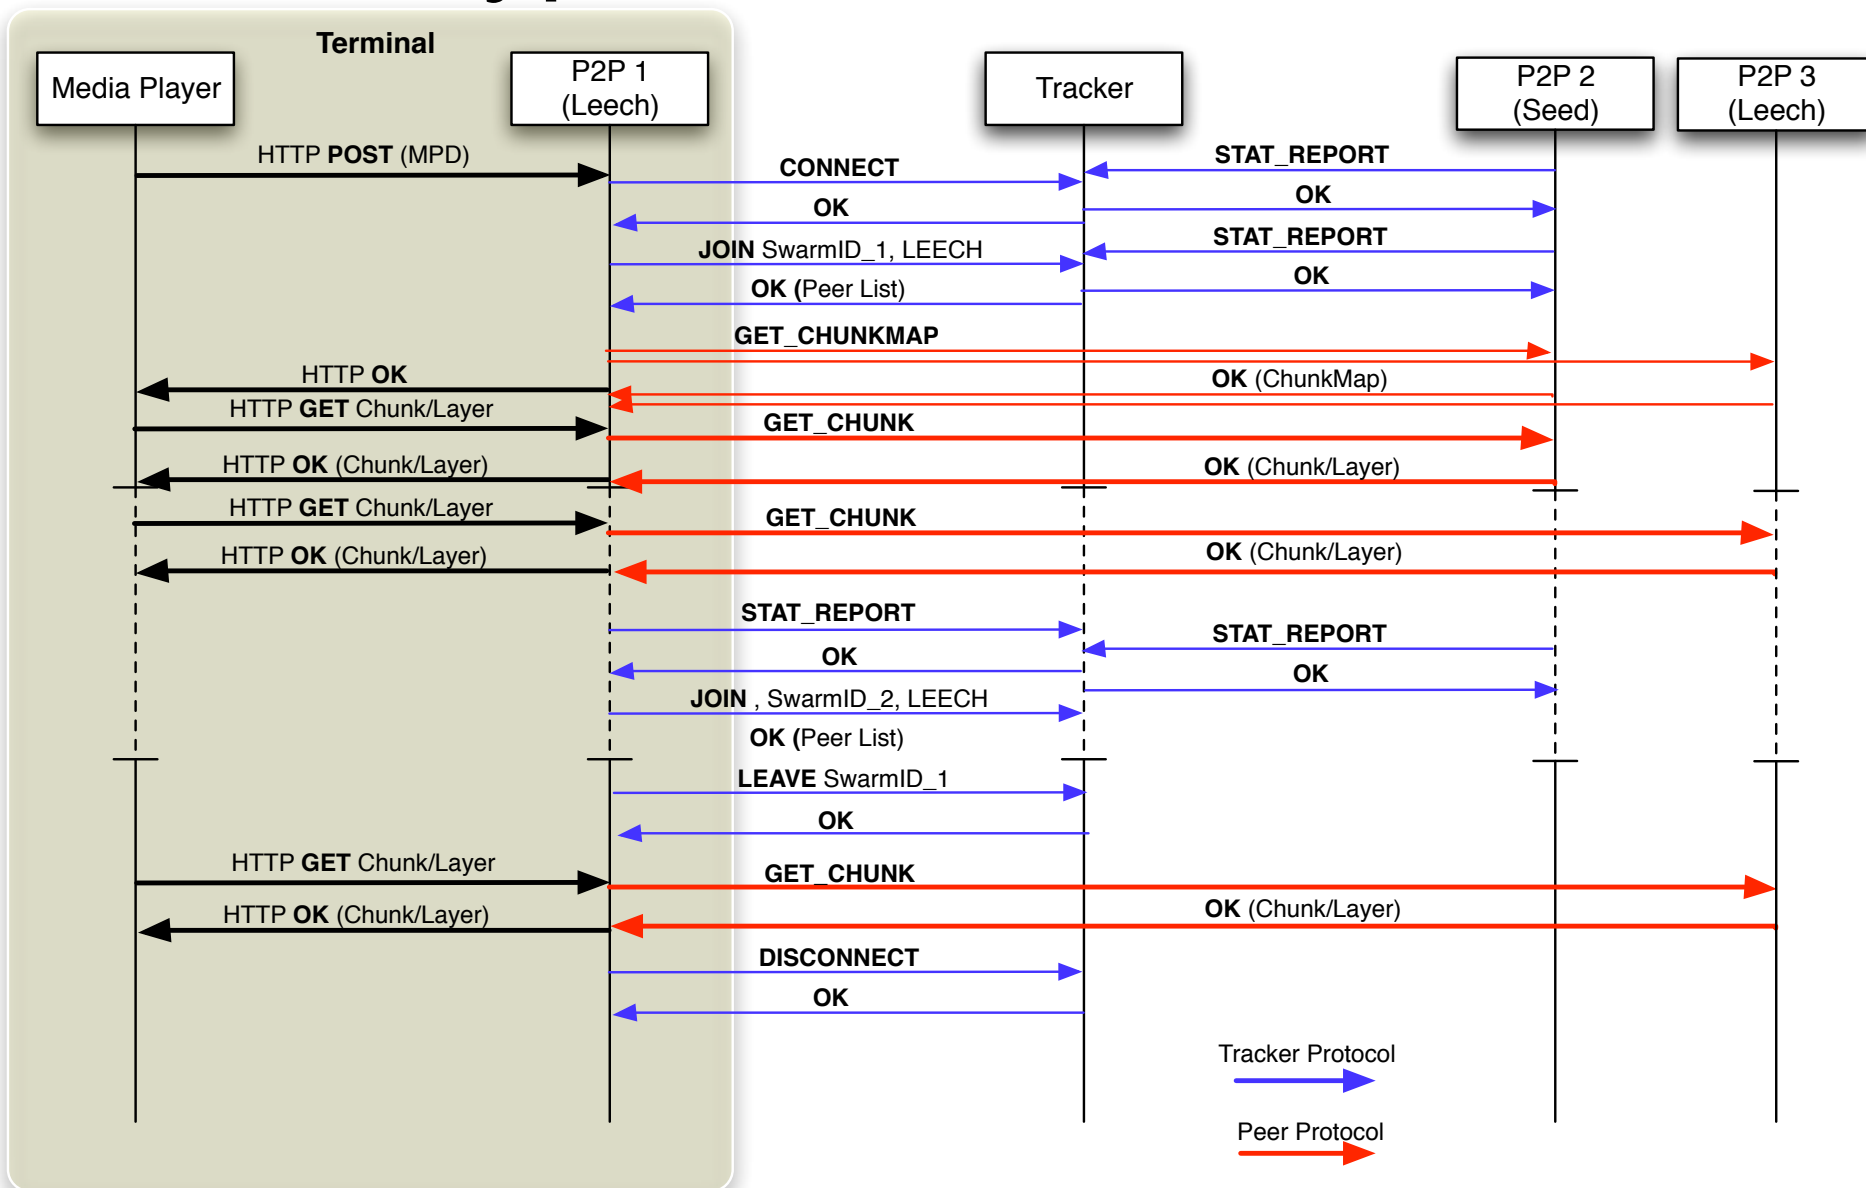 Terminal
Media Player
P2P 1
(Leech)
Tracker
P2P 2
(Seed)
P2P 3
(Leech)
HTTP POST (MPD)
CONNECT
STAT_REPORT
OK
OK
JOIN SwarmID_1, LEECH
STAT_REPORT
OK (Peer List)
OK
GET_CHUNKMAP
HTTP OK
OK (ChunkMap)
HTTP GET Chunk/Layer
GET_CHUNK
HTTP OK (Chunk/Layer)
OK (Chunk/Layer)
HTTP GET Chunk/Layer
GET_CHUNK
HTTP OK (Chunk/Layer)
OK (Chunk/Layer)
STAT_REPORT
STAT_REPORT
OK
OK
JOIN , SwarmID_2, LEECH
OK (Peer List)
LEAVE SwarmID_1
OK
HTTP GET Chunk/Layer
GET_CHUNK
HTTP OK (Chunk/Layer)
OK (Chunk/Layer)
DISCONNECT
OK
Tracker Protocol
Peer Protocol